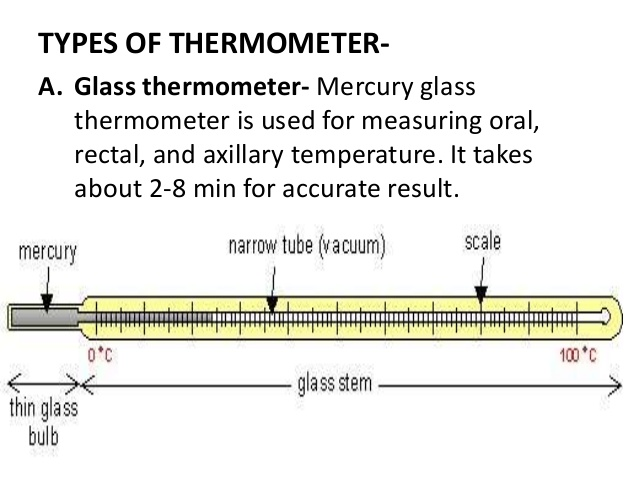 TYPES OF THERMOMETER-
A. Glass thermometer- Mercury glass
thermometer is used for measuring oral,
rectal, and axillary temperature. It takes
about 2-8 min for accurate result.
mercury
narrow tube (vacuum)
scale
0°C
100°C
glass stem
thin glass
bulb